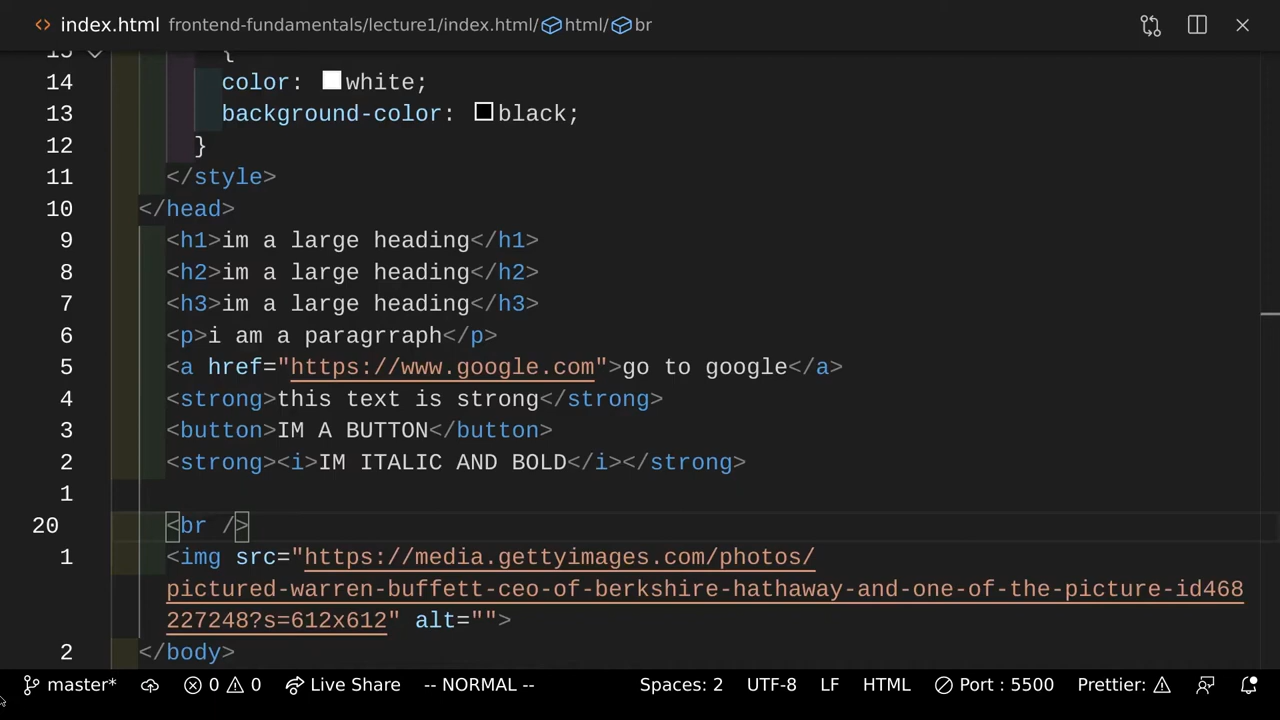 <> index.html frontend-fundamentals/lecture1/index.html/html/br
15 {
14 color: white;
13 background-color: black;
12 }
11 </style>
10 </head>
9 <h1>im a large heading</h1>
8 <h2>im a large heading</h2>
7 <h3>im a large heading</h3>
6 <p>i am a paragrraph</p>
5 <a href="https://www.google.com">go to google</a>
4 <strong>this text is strong</strong>
3 <button>IM A BUTTON</button>
2 <strong><i>IM ITALIC AND BOLD</i></strong>
1
20 <br />
1 <img src="https://media.gettyimages.com/photos/
pictured-warren-buffett-ceo-of-berkshire-hathaway-and-one-of-the-picture-id468
227248?s=612x612" alt="">
2 </body>
master* 0 0 Live Share -- NORMAL -- Spaces: 2 UTF-8 LF HTML Port : 5500 Prettier: